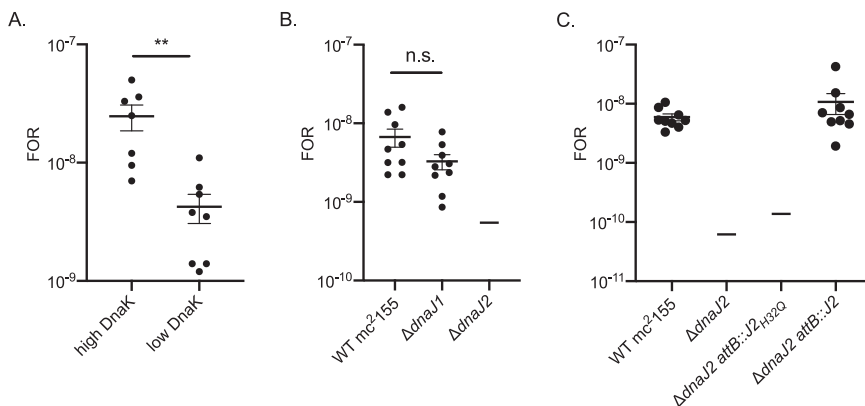 A.
10⁻⁷
**
FOR
10⁻⁸
10⁻⁹
high DnaK
low DnaK
B.
10⁻⁶
n.s.
10⁻⁷
FOR
10⁻⁸
10⁻⁹
10⁻¹⁰
WT mc²155
ΔdnaJ1
ΔdnaJ2
C.
10⁻⁷
10⁻⁸
FOR
10⁻⁹
10⁻¹⁰
10⁻¹¹
WT mc²155
ΔdnaJ2
ΔdnaJ2 attB::J2H32Q
ΔdnaJ2 attB::J2